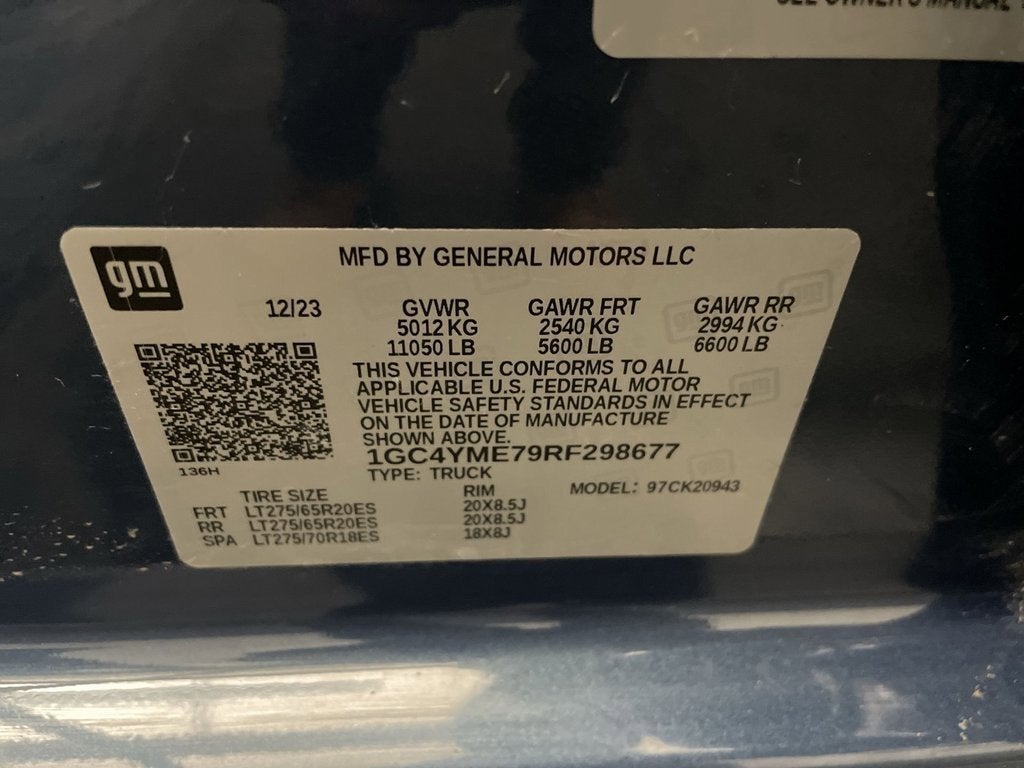 SEE OWNER'S MANUAL
gm
MFD BY GENERAL MOTORS LLC
12/23 GVWR GAWR FRT GAWR RR
5012 KG 2540 KG 2994 KG
11050 LB 5600 LB 6600 LB
THIS VEHICLE CONFORMS TO ALL
APPLICABLE U.S. FEDERAL MOTOR
VEHICLE SAFETY STANDARDS IN EFFECT
ON THE DATE OF MANUFACTURE
SHOWN ABOVE.
136H
1GC4YME79RF298677
TYPE: TRUCK
MODEL: 97CK20943
TIRE SIZE RIM
FRT LT275/65R20ES 20X8.5J
RR LT275/65R20ES 20X8.5J
SPA LT275/70R18ES 18X8J